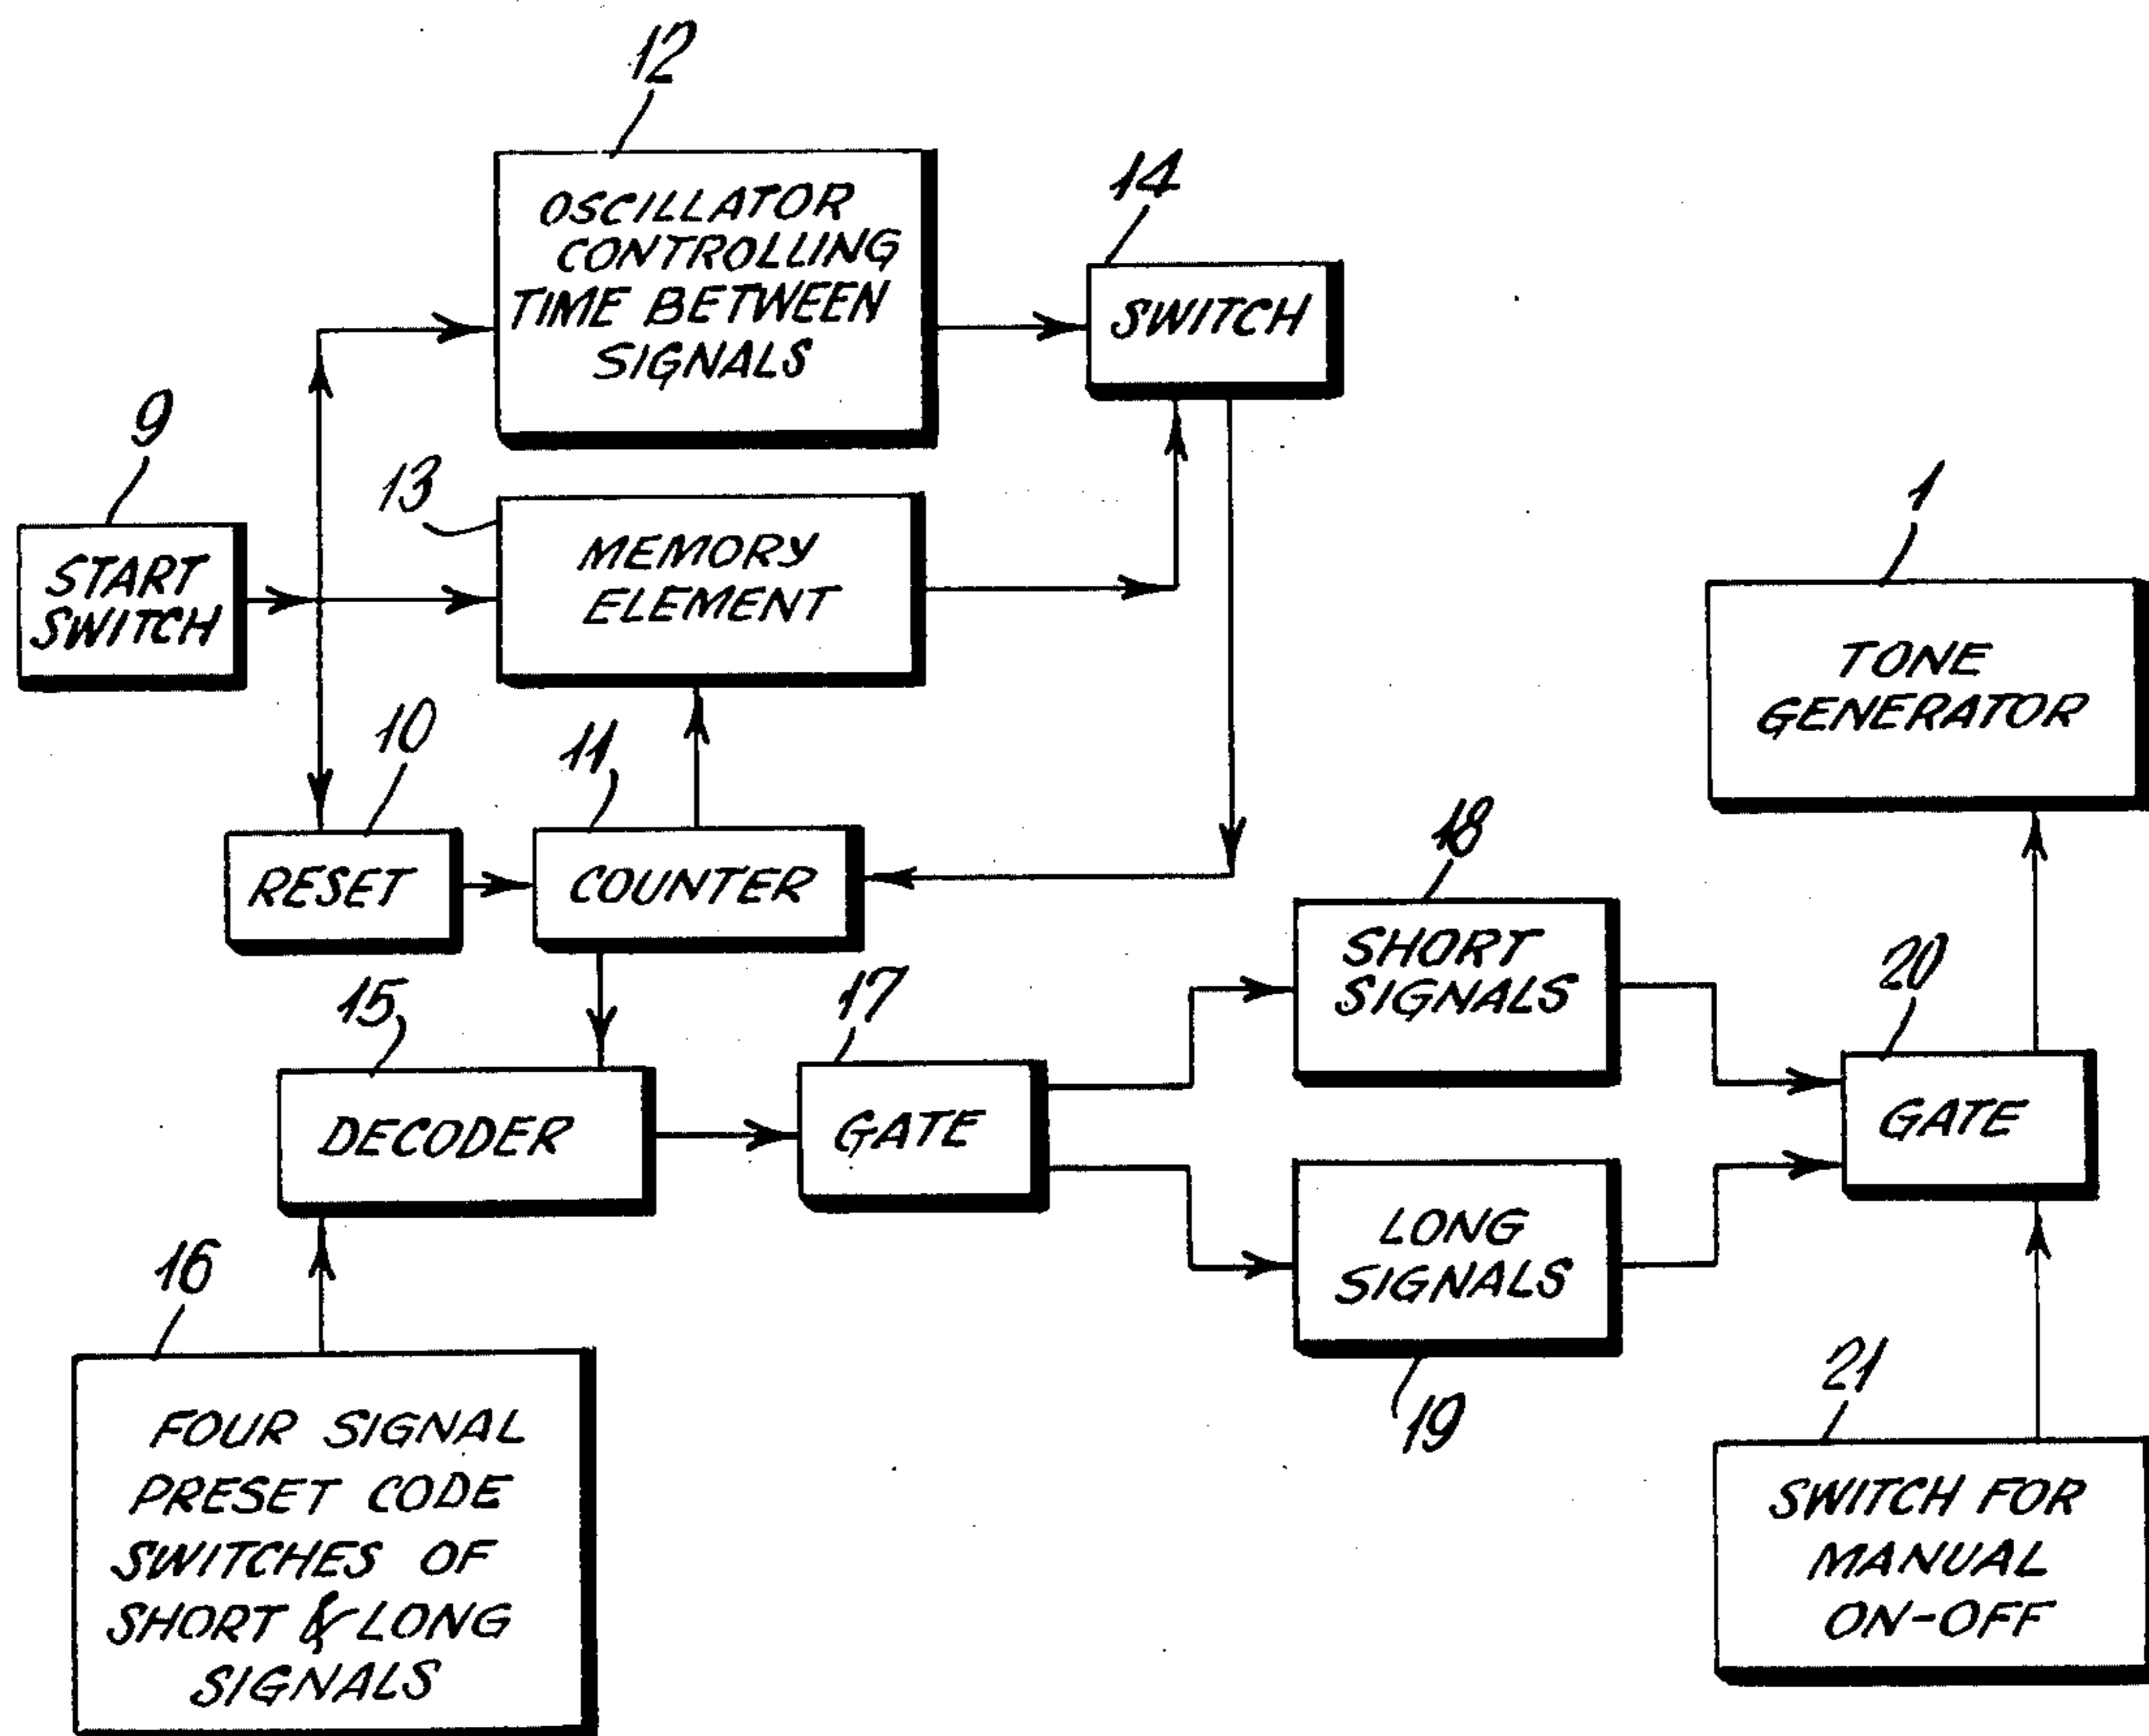 12
OSCILLATOR
CONTROLLING
TIME BETWEEN
SIGNALS
14
SWITCH
9
START
SWITCH
13
MEMORY
ELEMENT
1
TONE
GENERATOR
10
RESET
11
COUNTER
18
SHORT
SIGNALS
20
GATE
15
DECODER
17
GATE
LONG
SIGNALS
19
16
FOUR SIGNAL
PRESET CODE
SWITCHES OF
SHORT & LONG
SIGNALS
21
SWITCH FOR
MANUAL
ON-OFF